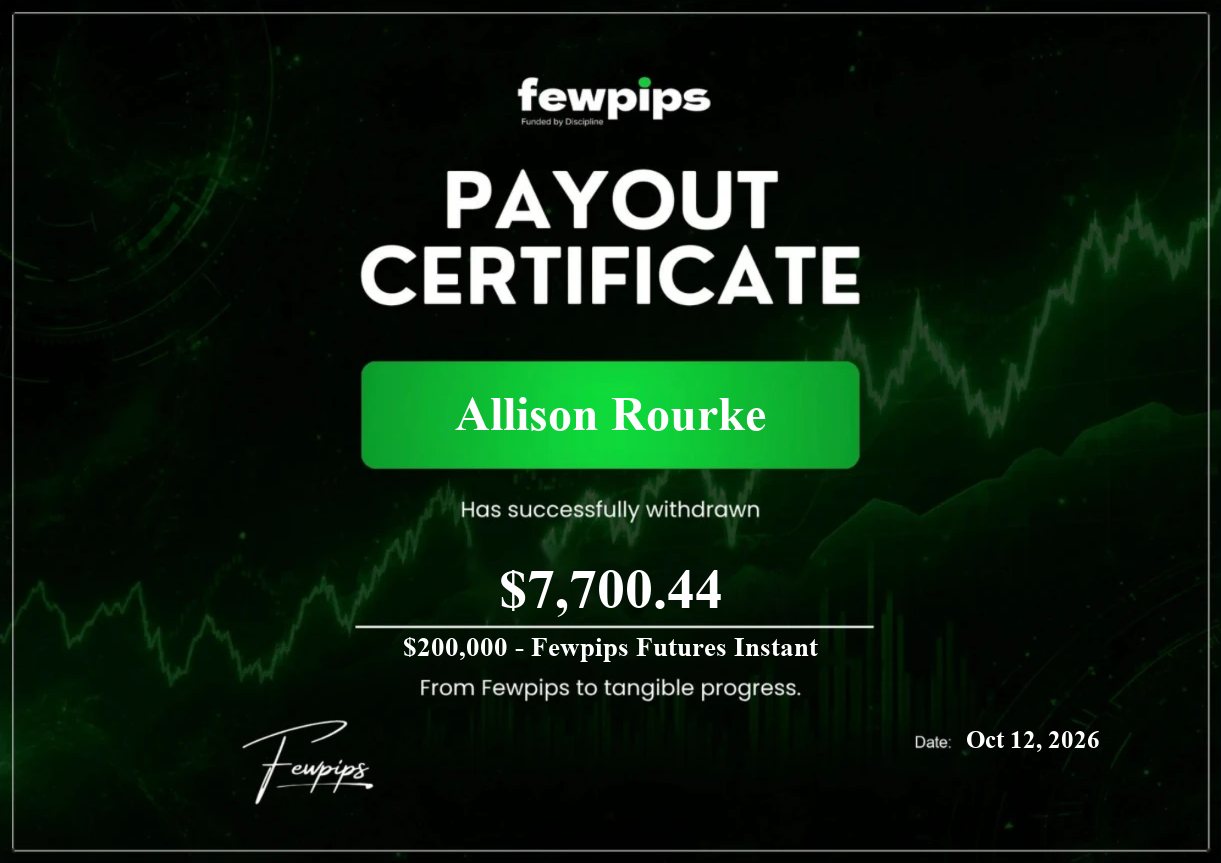 fewpips
Funded by Discipline
PAYOUT
CERTIFICATE
Allison Rourke
Has successfully withdrawn
$7,700.44
$200,000 - Fewpips Futures Instant
From Fewpips to tangible progress.
Fewpips
Date: Oct 12, 2026